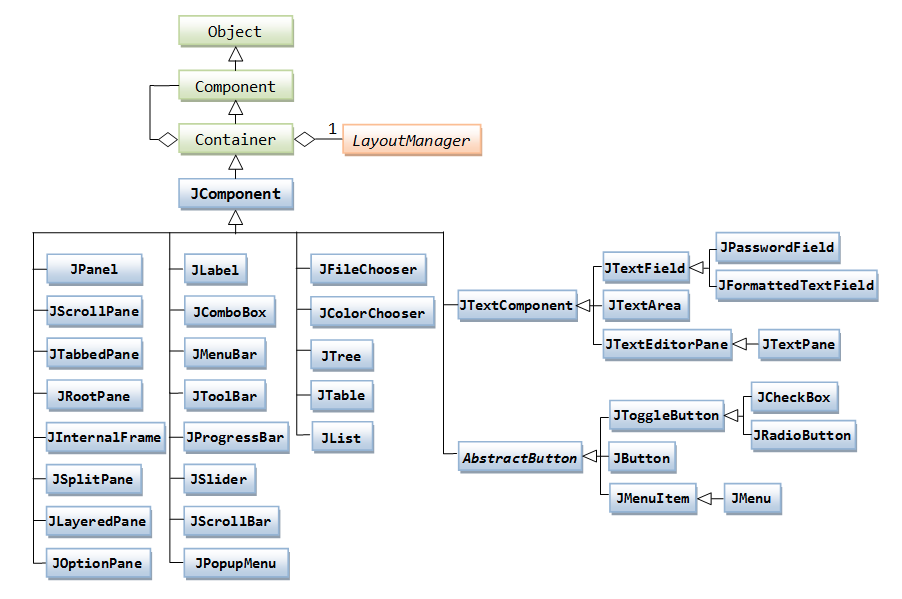 Object
Component
Container
1
LayoutManager
JComponent
JPanel
JScrollPane
JTabbedPane
JRootPane
JInternalFrame
JSplitPane
JLayeredPane
JOptionPane
JLabel
JComboBox
JMenuBar
JToolBar
JProgressBar
JSlider
JScrollBar
JPopupMenu
JFileChooser
JColorChooser
JTree
JTable
JList
JTextComponent
JTextField
JPasswordField
JFormattedTextField
JTextArea
JTextEditorPane
JTextPane
AbstractButton
JToggleButton
JCheckBox
JRadioButton
JButton
JMenuItem
JMenu